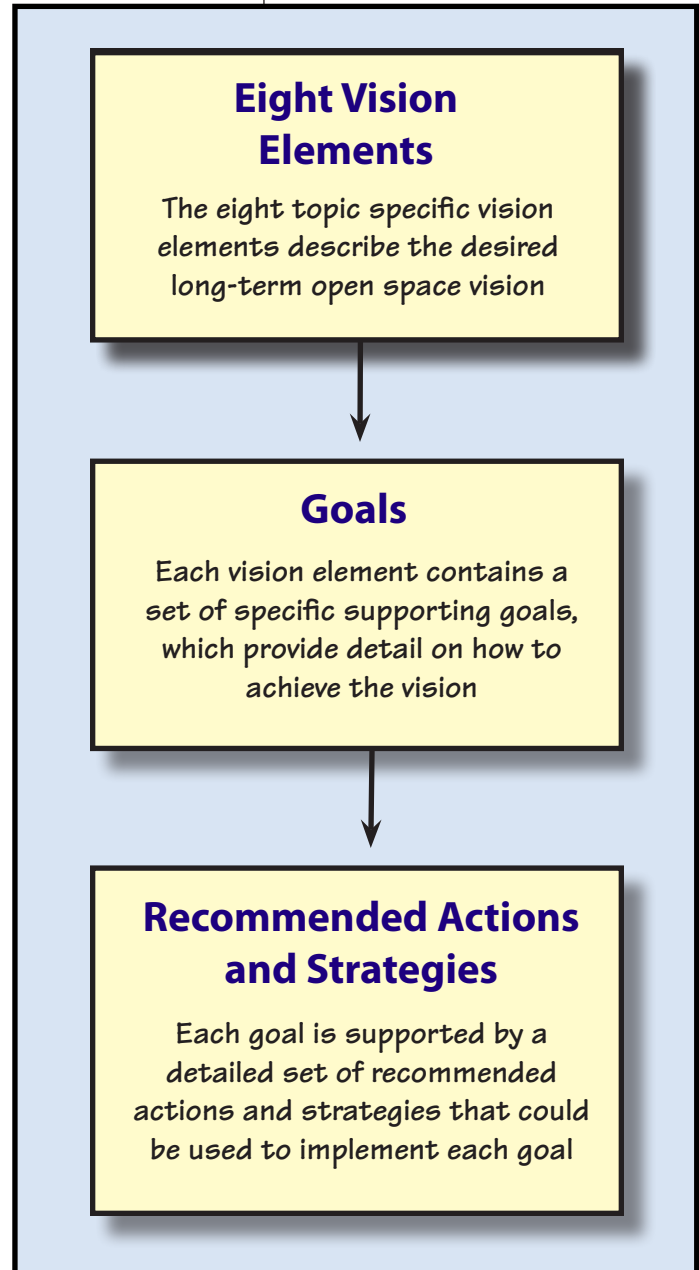 Eight Vision
Elements
The eight topic specific vision
elements describe the desired
long-term open space vision
Goals
Each vision element contains a
set of specific supporting goals,
which provide detail on how to
achieve the vision
Recommended Actions
and Strategies
Each goal is supported by a
detailed set of recommended
actions and strategies that could
be used to implement each goal